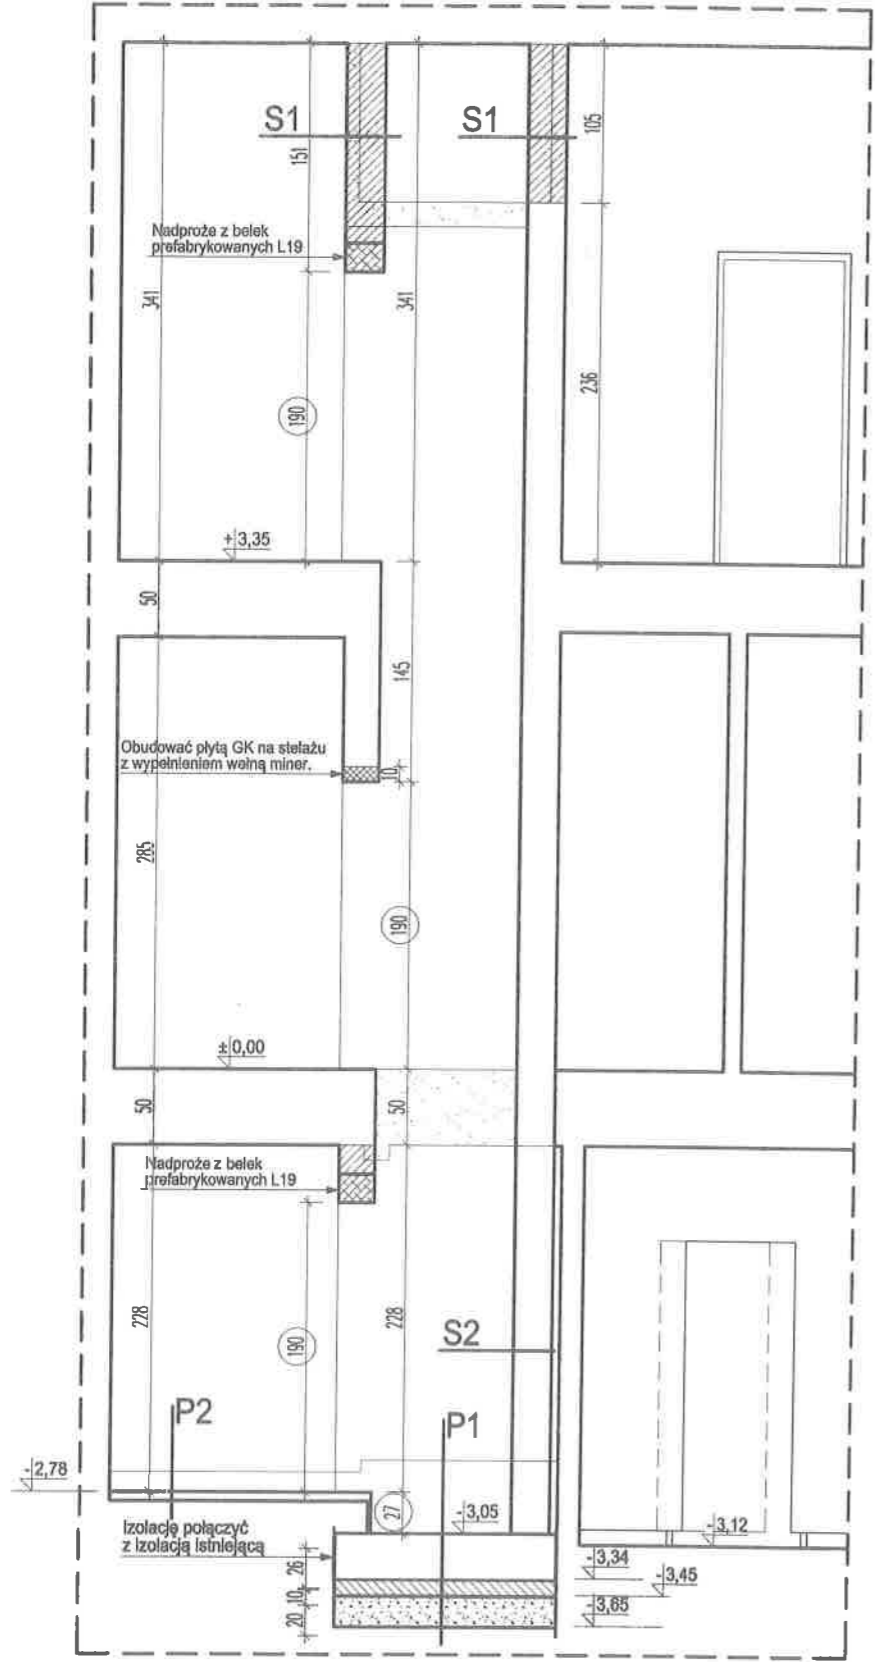 S1
S1
105
151
Nadproże z belek
prefabrykowanych L19
341
341
236
190
+3,35
50
145
Obudować płytą GK na stelażu
z wypełnieniem wełną miner.
10
285
190
±0,00
50
50
Nadproże z belek
prefabrykowanych L19
228
228
190
S2
P2
P1
-2,78
27
-3,05
-3,12
Izolację połączyć
z izolacją istniejącą
26
-3,34
-3,45
10
1
-3,65
20